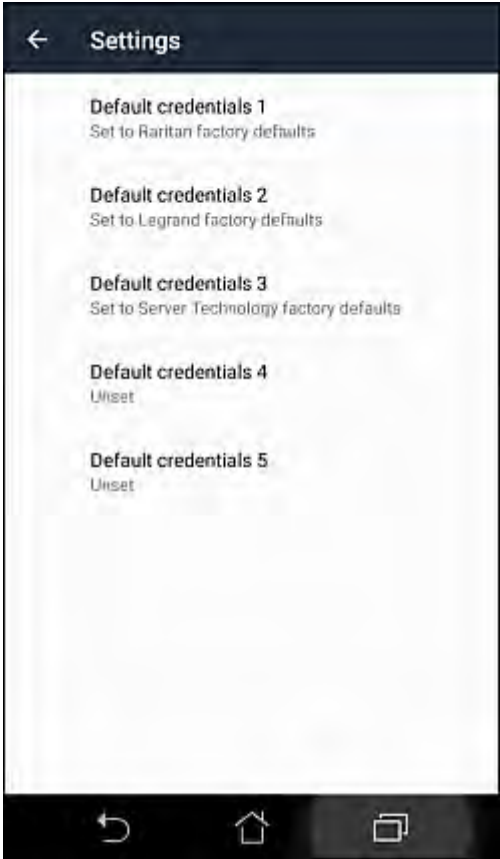 Settings
Default credentials 1
Set to Raritan factory defaults
Default credentials 2
Set to Legrand factory defaults
Default credentials 3
Set to Server Technology factory defaults
Default credentials 4
Unset
Default credentials 5
Unset